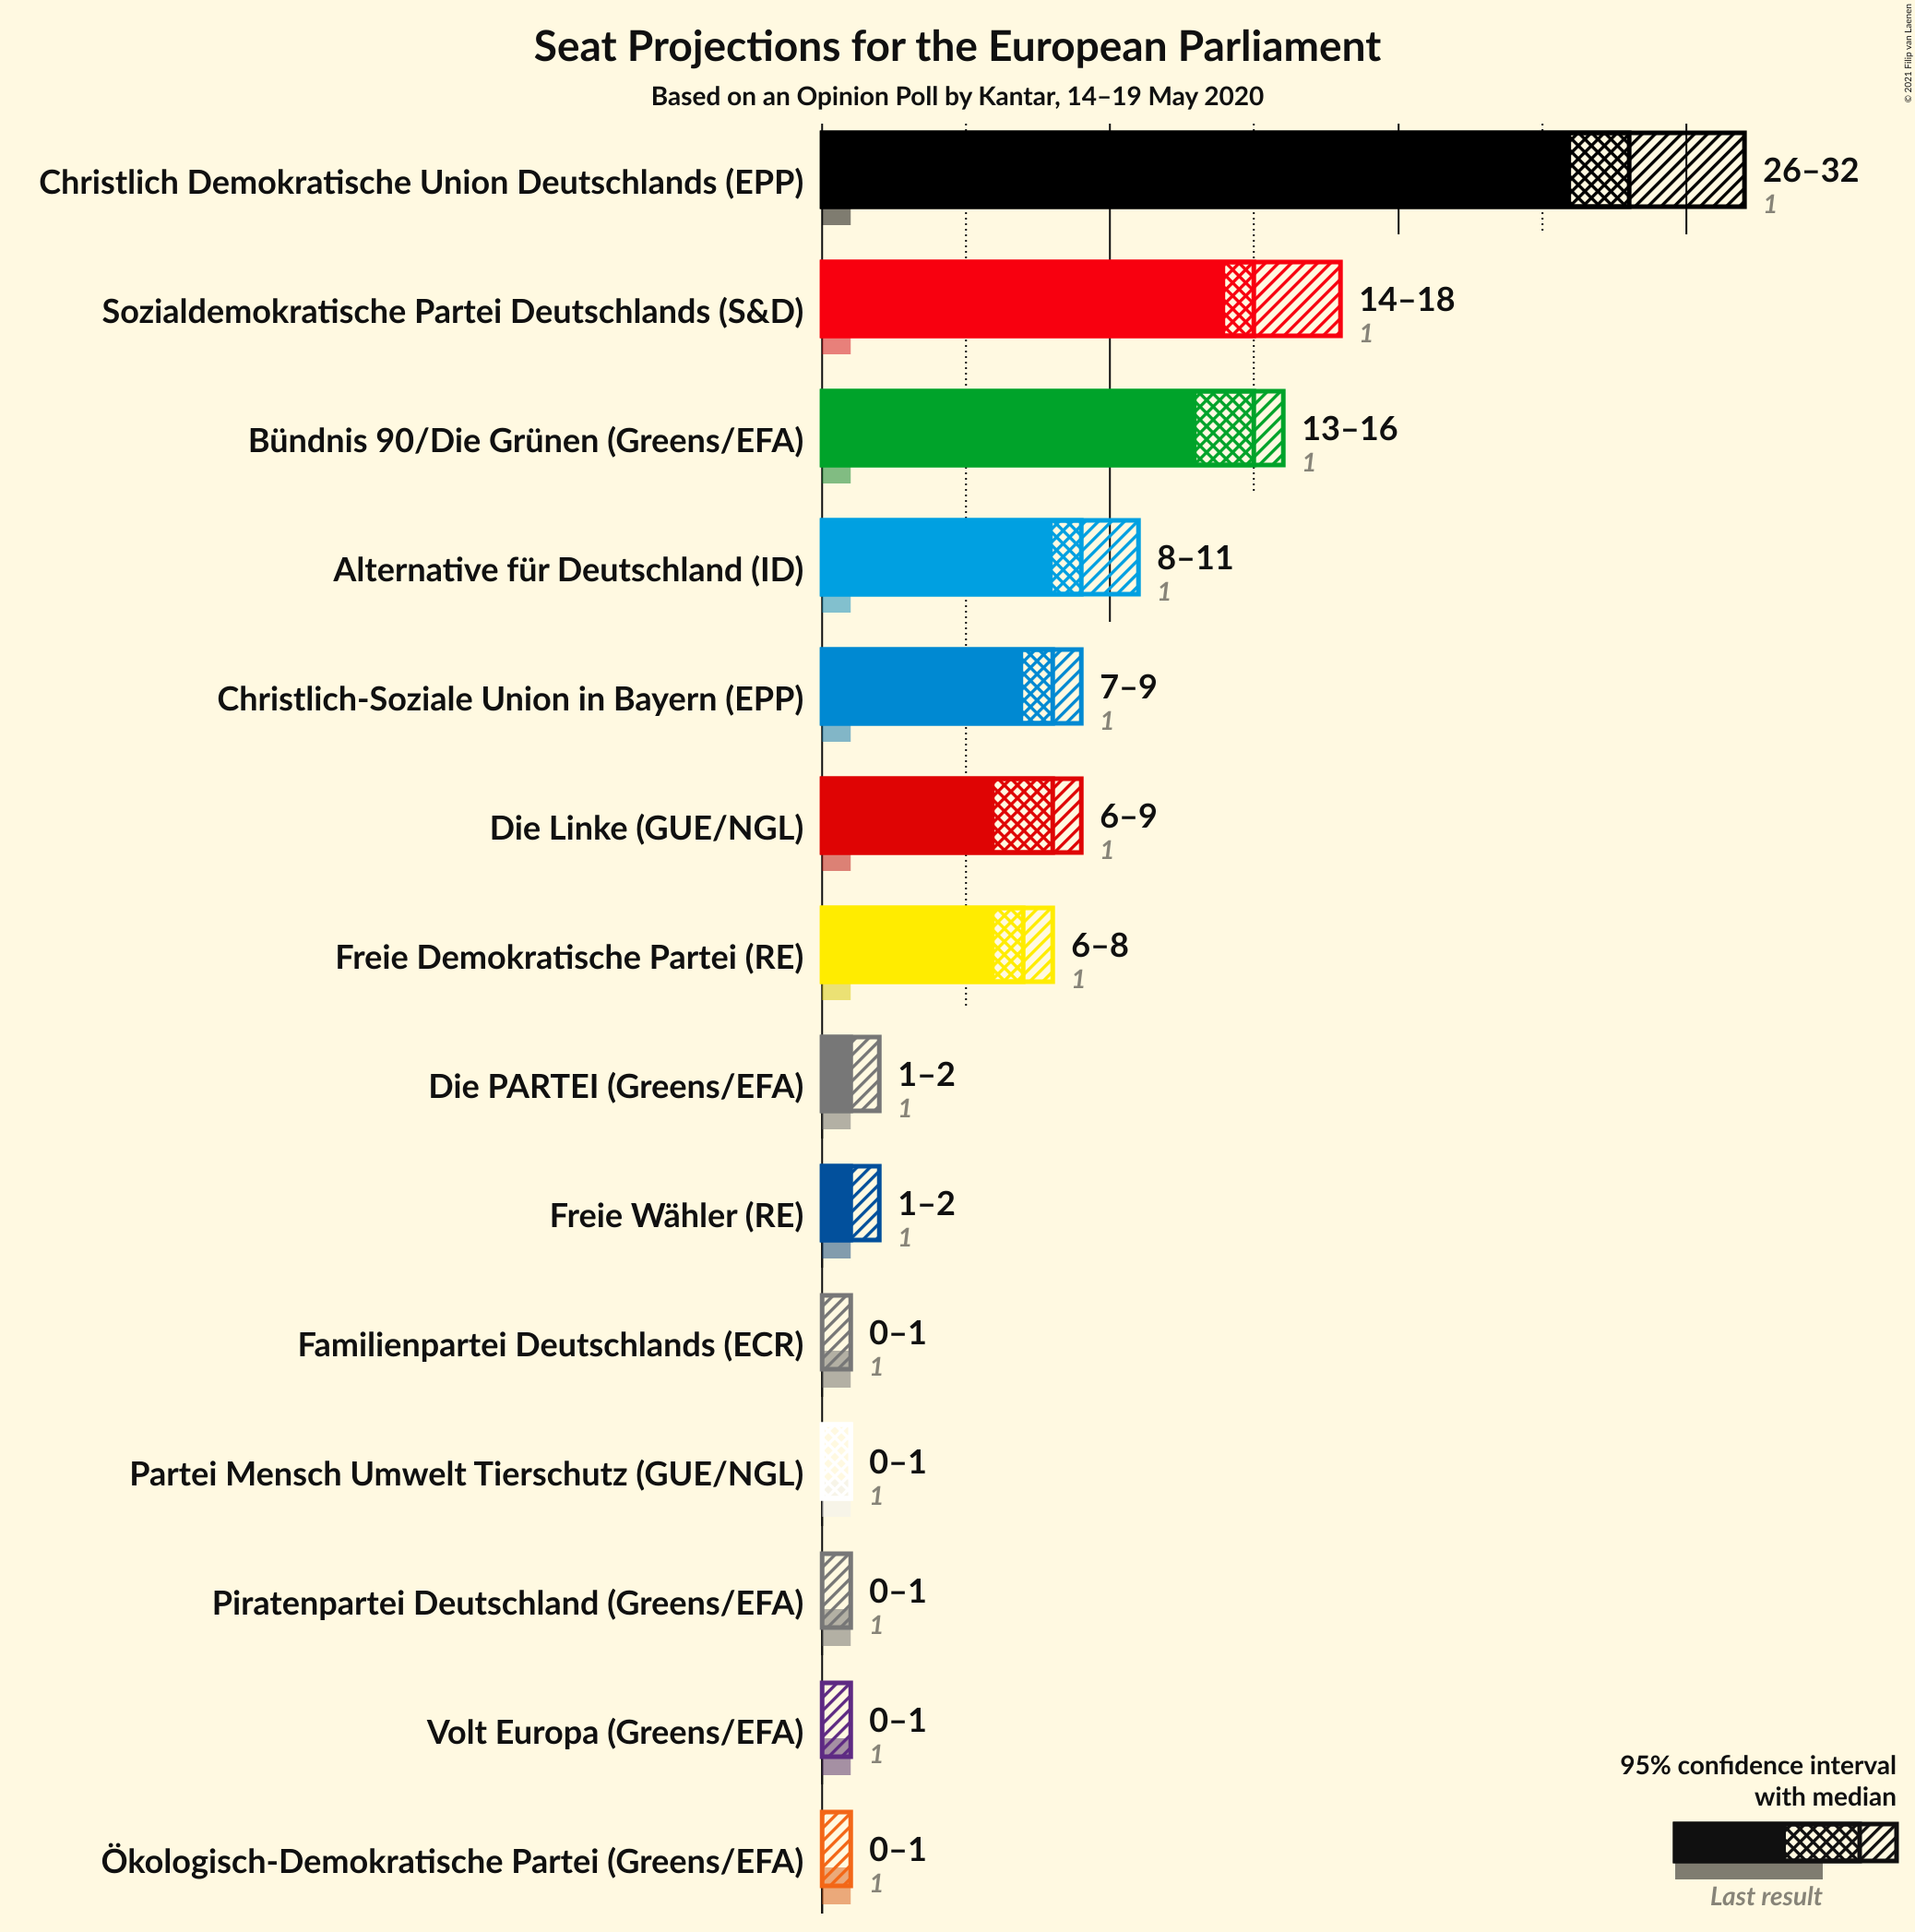 Seat Projections for the European Parliament
Based on an Opinion Poll by Kantar, 14–19 May 2020
© 2021 Filip van Laenen
Christlich Demokratische Union Deutschlands (EPP)
26–32
1
Sozialdemokratische Partei Deutschlands (S&D)
14–18
1
Bündnis 90/Die Grünen (Greens/EFA)
13–16
1
Alternative für Deutschland (ID)
8–11
1
Christlich-Soziale Union in Bayern (EPP)
7–9
1
Die Linke (GUE/NGL)
6–9
1
Freie Demokratische Partei (RE)
6–8
1
Die PARTEI (Greens/EFA)
1–2
1
Freie Wähler (RE)
1–2
1
Familienpartei Deutschlands (ECR)
0–1
1
Partei Mensch Umwelt Tierschutz (GUE/NGL)
0–1
1
Piratenpartei Deutschland (Greens/EFA)
0–1
1
Volt Europa (Greens/EFA)
0–1
1
Ökologisch-Demokratische Partei (Greens/EFA)
0–1
1
95% confidence interval
with median
Last result